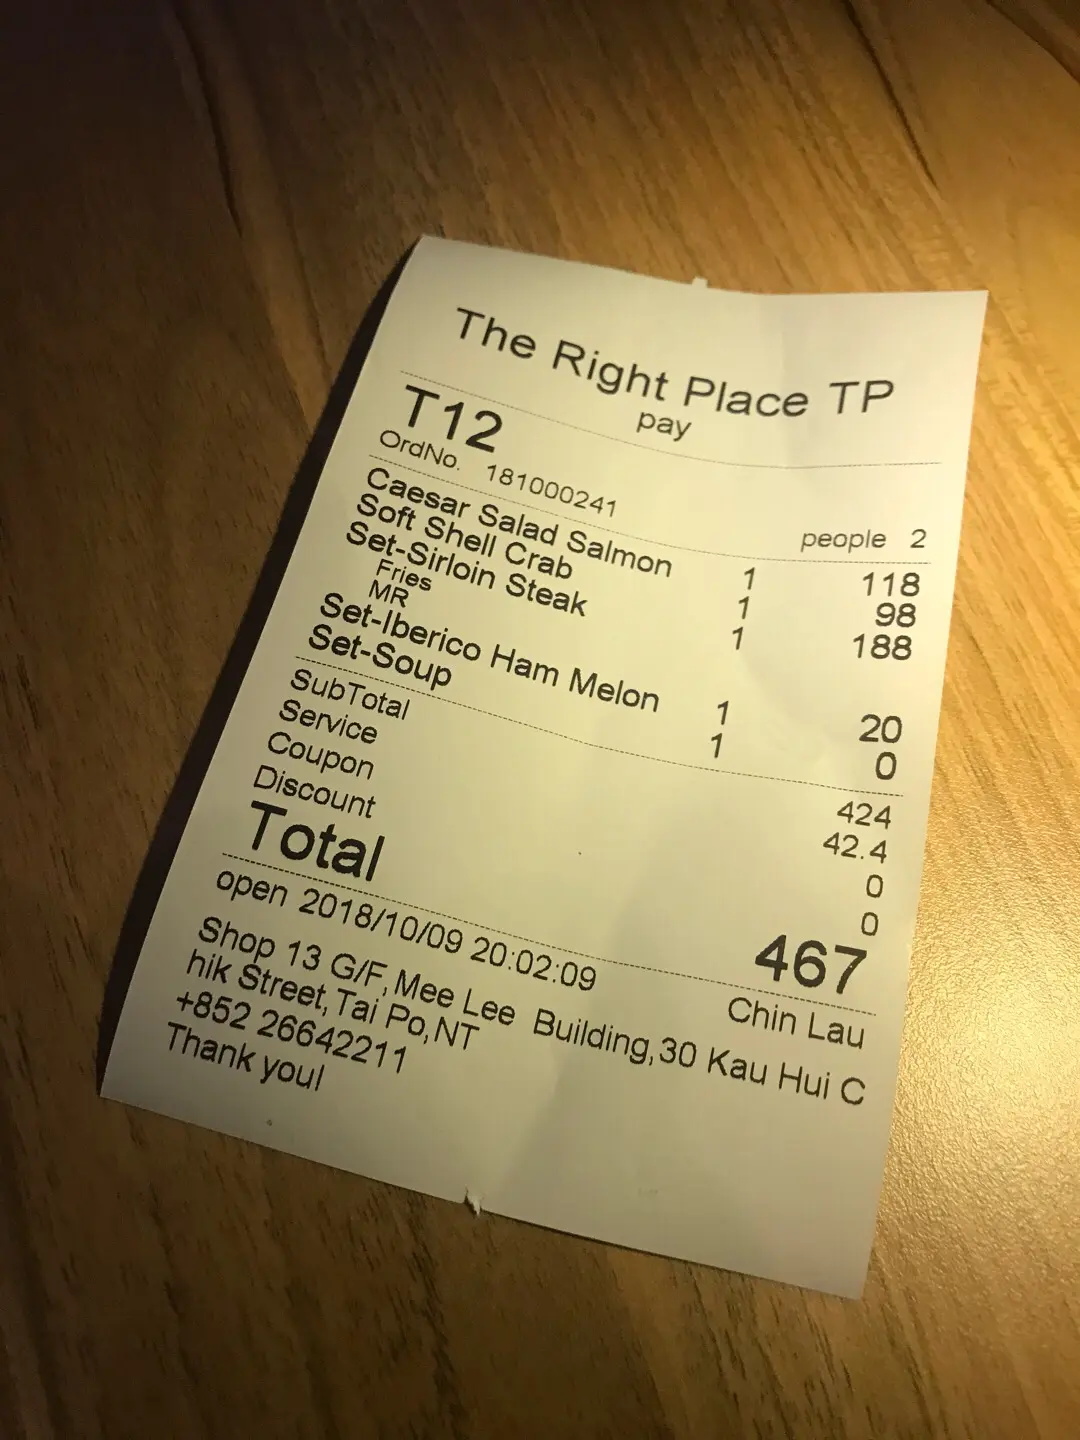 The Right Place TP
pay
T12
OrdNo. 181000241 people 2
Caesar Salad Salmon 1 118
Soft Shell Crab 1 98
Set-Sirloin Steak 1 188
Fries
MR
Set-Iberico Ham Melon 1 20
Set-Soup 1 0
SubTotal 424
Service 42.4
Coupon 0
Discount 0
Total 467
open 2018/10/09 20:02:09 Chin Lau
Shop 13 G/F,Mee Lee Building,30 Kau Hui C
hik Street,Tai Po,NT
+852 26642211
Thank you!